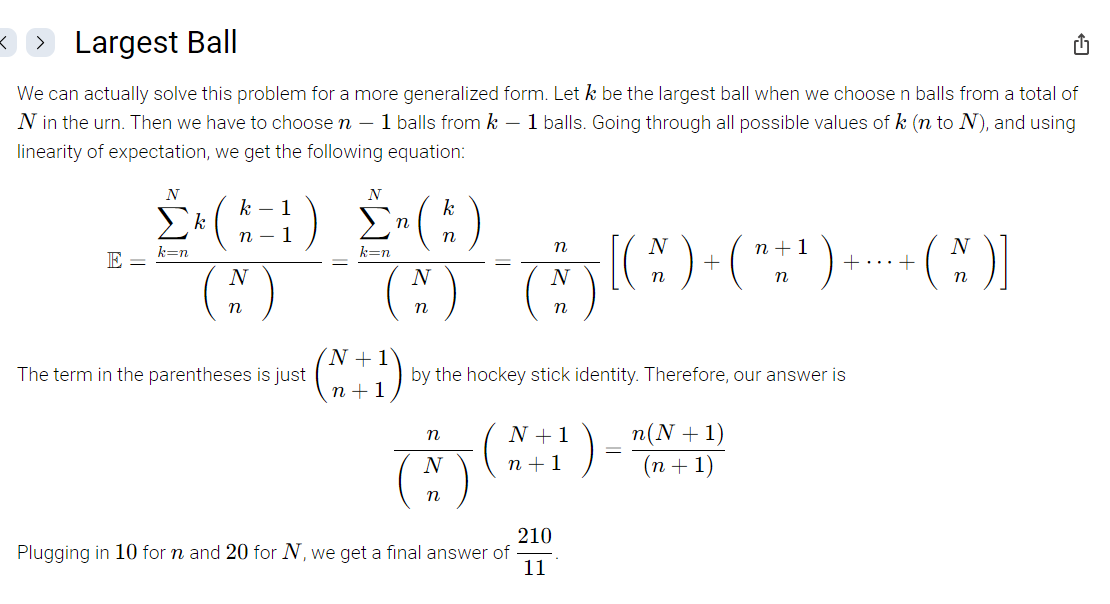 Largest Ball
We can actually solve this problem for a more generalized form. Let k be the largest ball when we choose n balls from a total of
N in the urn. Then we have to choose n − 1 balls from k − 1 balls. Going through all possible values of k (n to N), and using
linearity of expectation, we get the following equation:
$\mathbb{E} = \frac{\sum_{k=n}^{N} k \binom{k-1}{n-1}}{\binom{N}{n}} = \frac{\sum_{k=n}^{N} n \binom{k}{n}}{\binom{N}{n}} = \frac{n}{\binom{N}{n}} \left[ \binom{N}{n} + \binom{n+1}{n} + \cdots + \binom{N}{n} \right]$
The term in the parentheses is just $\binom{N+1}{n+1}$ by the hockey stick identity. Therefore, our answer is
$\frac{n}{\binom{N}{n}} \binom{N+1}{n+1} = \frac{n(N+1)}{(n+1)}$
Plugging in 10 for n and 20 for N, we get a final answer of $\frac{210}{11}$.